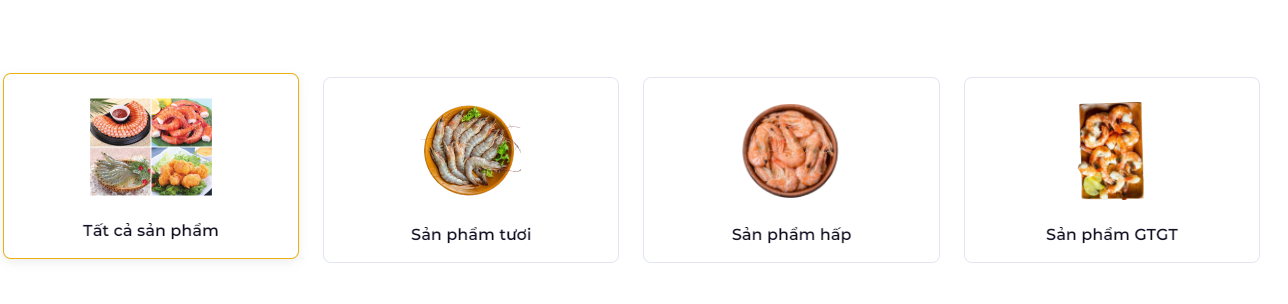 Tất cả sản phẩm
Sản phẩm tươi
Sản phẩm hấp
Sản phẩm GTGT